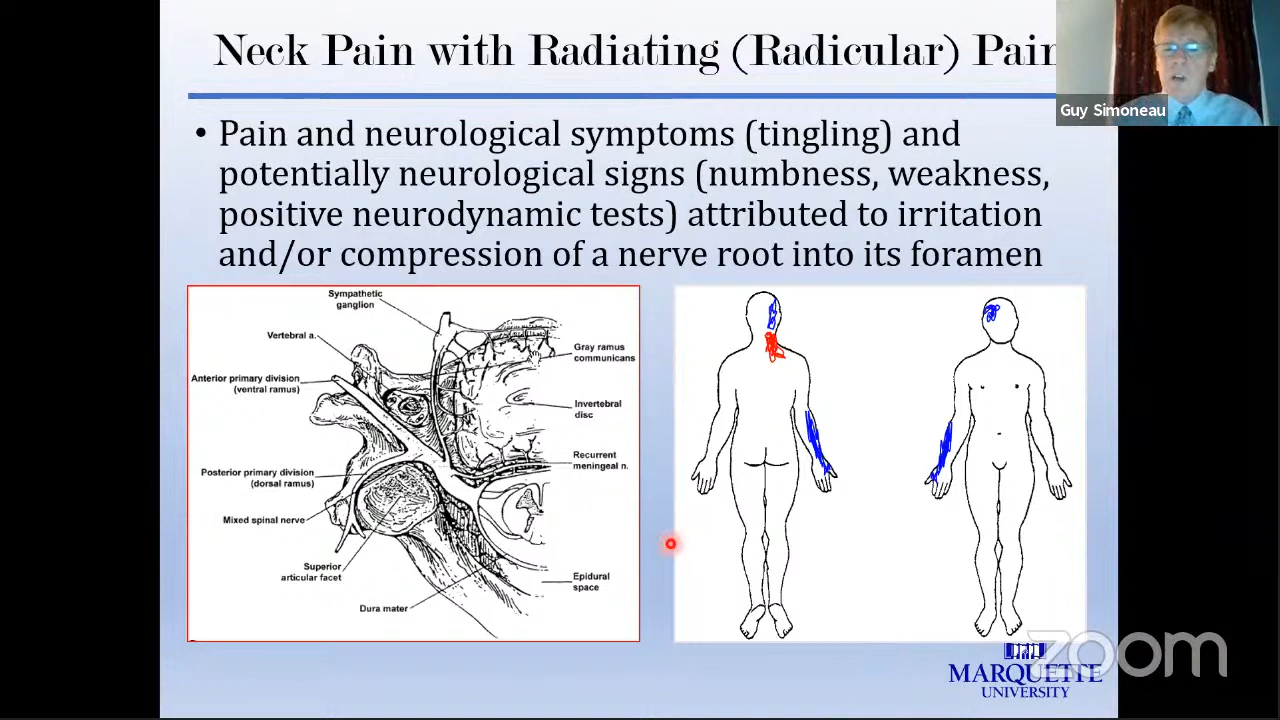 Neck Pain with Radiating (Radicular) Pain
Guy Simoneau
• Pain and neurological symptoms (tingling) and
potentially neurological signs (numbness, weakness,
positive neurodynamic tests) attributed to irritation
and/or compression of a nerve root into its foramen
Sympathetic
ganglion
Vertebral a.
Gray ramus
communicans
Anterior primary division
(ventral ramus)
Invertebral
disc
Recurrent
meningeal n.
Posterior primary division
(dorsal ramus)
Mixed spinal nerve
Superior
articular facet
Epidural
space
Dura mater
zoom
MARQUETTE
UNIVERSITY